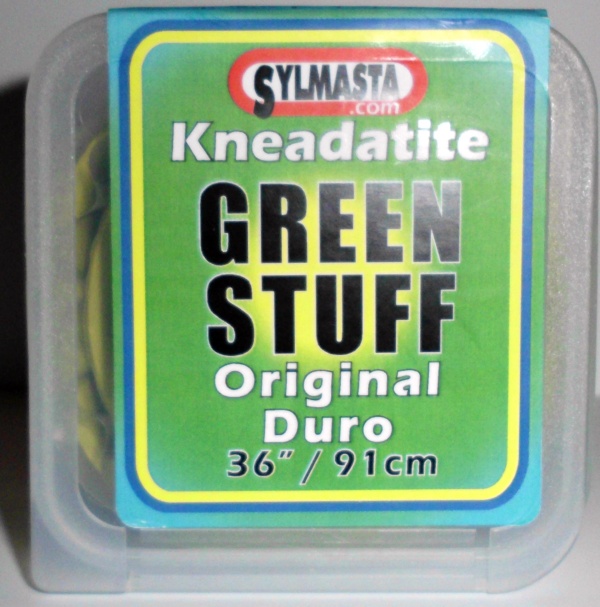 SYLMASTA
.com
Kneadatite
GREEN
STUFF
Original
Duro
36" / 91cm